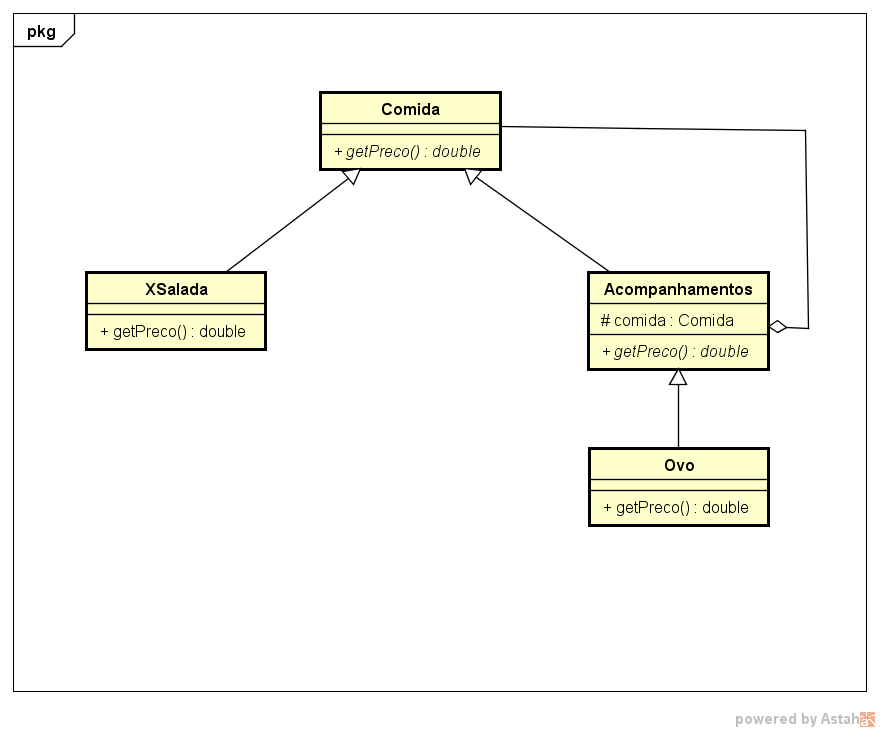 pkg
Comida
+ getPreco() : double
XSalada
+ getPreco() : double
Acompanhamentos
# comida : Comida
+ getPreco() : double
Ovo
+ getPreco() : double
powered by Astah